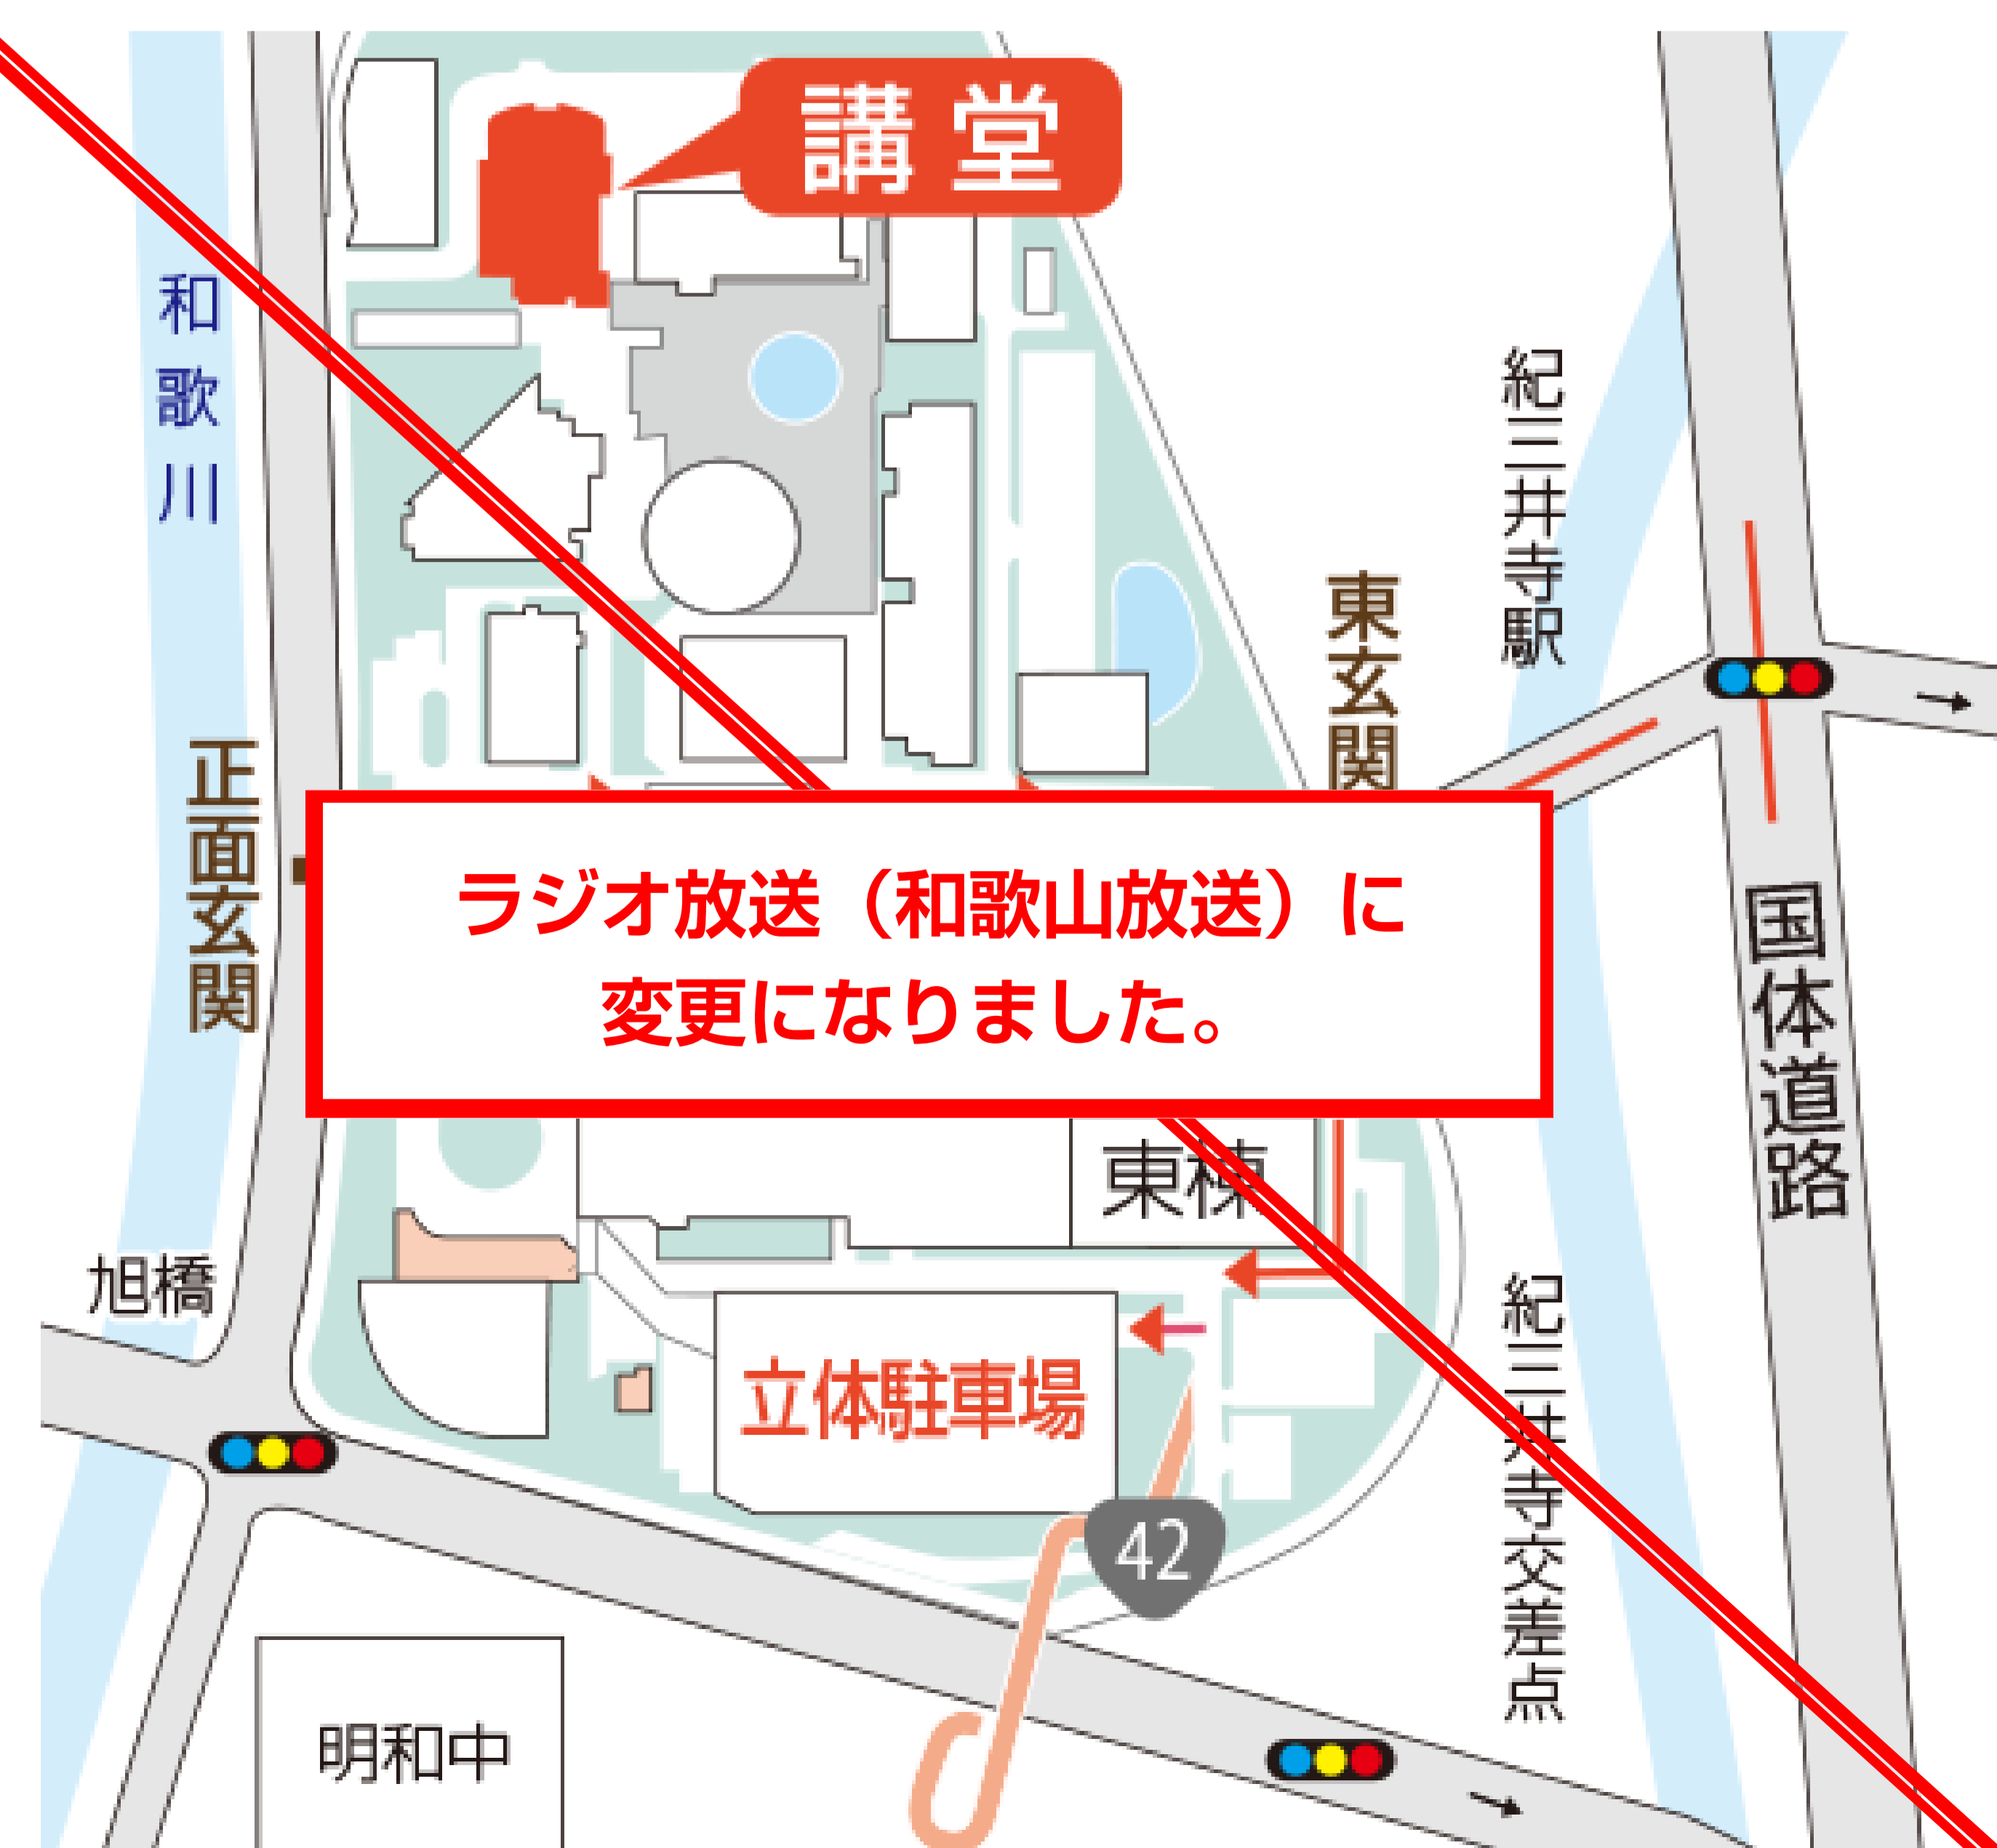 講堂
和歌川
紀三井寺駅
東玄関
正面玄関
ラジオ放送（和歌山放送）に
変更になりました。
国体道路
東棟
旭橋
立体駐車場
紀三井寺交差点
42
明和中